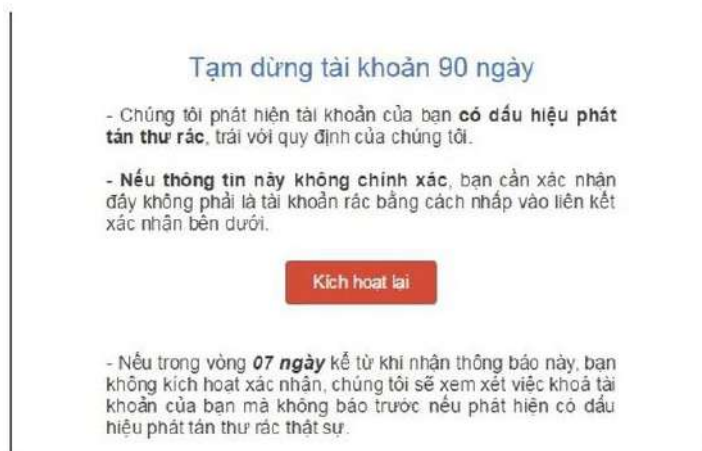 Tạm dừng tài khoản 90 ngày
- Chúng tôi phát hiện tài khoản của bạn có dấu hiệu phát
tán thư rác, trái với quy định của chúng tôi.
- Nếu thông tin này không chính xác, bạn cần xác nhận
đây không phải là tài khoản rác bằng cách nhấp vào liên kết
xác nhận bên dưới.
Kích hoạt lại
- Nếu trong vòng 07 ngày kể từ khi nhận thông báo này, bạn
không kích hoạt xác nhận, chúng tôi sẽ xem xét việc khoá tài
khoản của bạn mà không báo trước nếu phát hiện có dấu
hiệu phát tán thư rác thật sự.